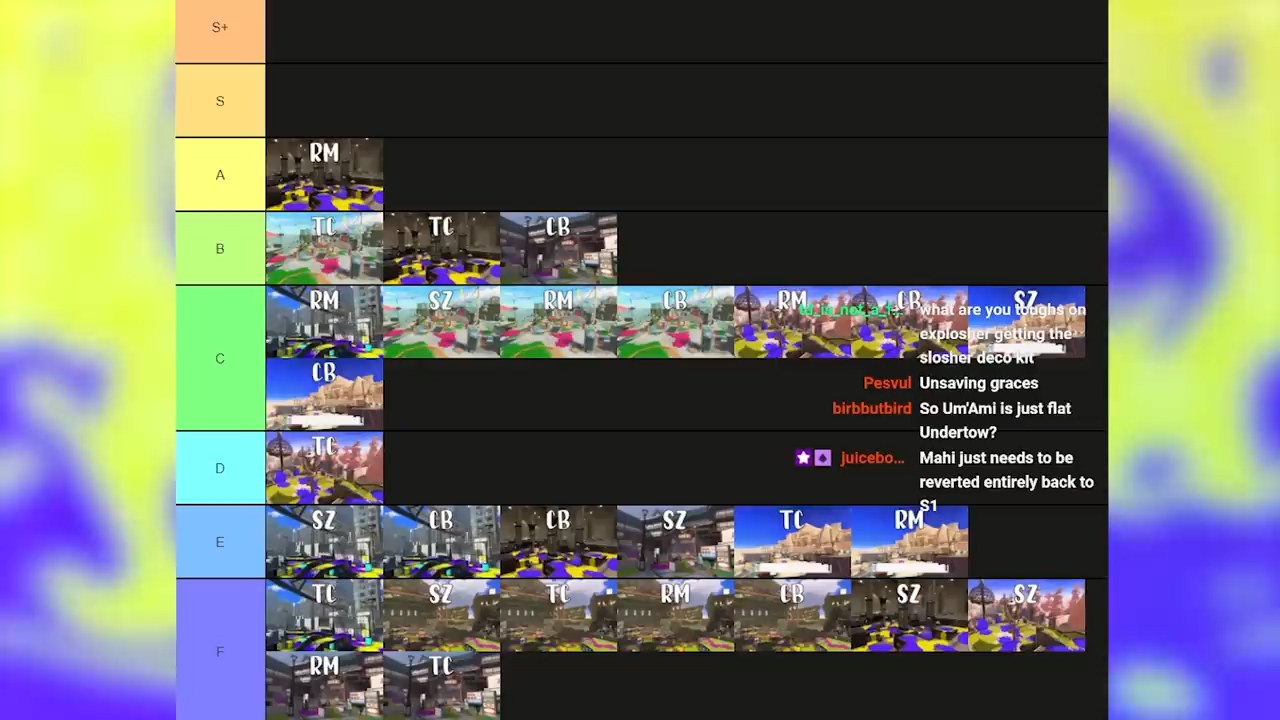 S+
S
A
RM
B
TC
TC
CB
C
RM
SZ
RM
CB
RM
CB
SZ
CB
what are you toughs on
explosher getting the
slosher deco kit
Pesvul Unsaving graces
birbbutbird So Um'Ami is just flat
Undertow?
juicebo... Mahi just needs to be
reverted entirely back to
S1
D
TC
E
SZ
CB
CB
SZ
TC
RM
F
TC
SZ
TC
RM
CB
SZ
SZ
RM
TC